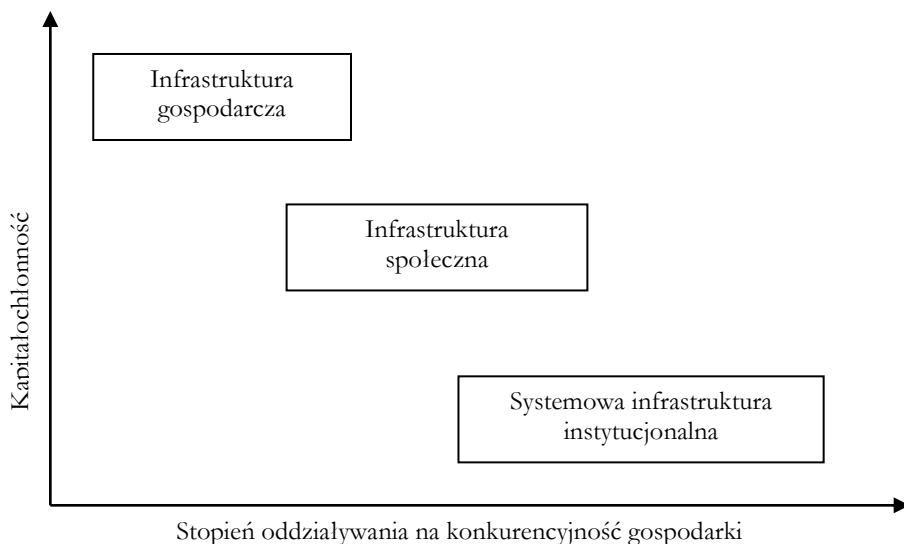 Infrastruktura
gospodarcza
Infrastruktura
społeczna
Systemowa infrastruktura
instytucjonalna
Kapitałochłonność
Stopień oddziaływania na konkurencyjność gospodarki